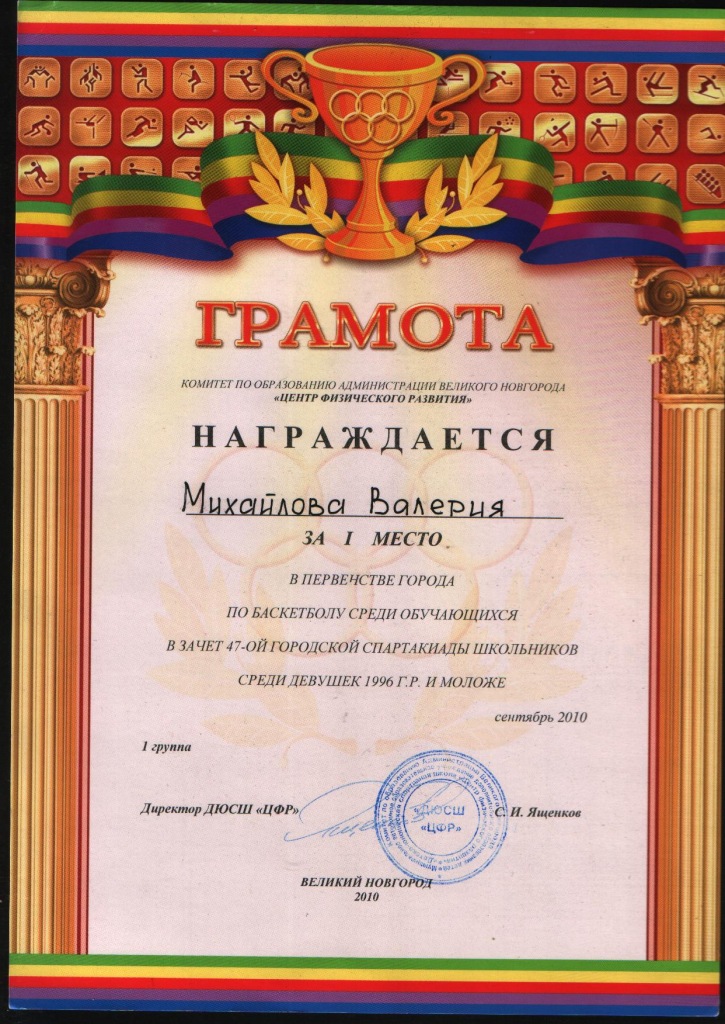 ГРАМОТА
КОМИТЕТ ПО ОБРАЗОВАНИЮ АДМИНИСТРАЦИИ ВЕЛИКОГО НОВГОРОДА
«ЦЕНТР ФИЗИЧЕСКОГО РАЗВИТИЯ»
НАГРАЖДАЕТСЯ
Михайлова Валерия
ЗА I МЕСТО
В ПЕРВЕНСТВЕ ГОРОДА
ПО БАСКЕТБОЛУ СРЕДИ ОБУЧАЮЩИХСЯ
В ЗАЧЕТ 47-ОЙ ГОРОДСКОЙ СПАРТАКИАДЫ ШКОЛЬНИКОВ
СРЕДИ ДЕВУШЕК 1996 Г.Р. И МОЛОЖЕ
сентябрь 2010
1 группа
Директор ДЮСШ «ЦФР» С. И. Ященков
«ДЮСШ
«ЦФР»
ВЕЛИКИЙ НОВГОРОД
2010